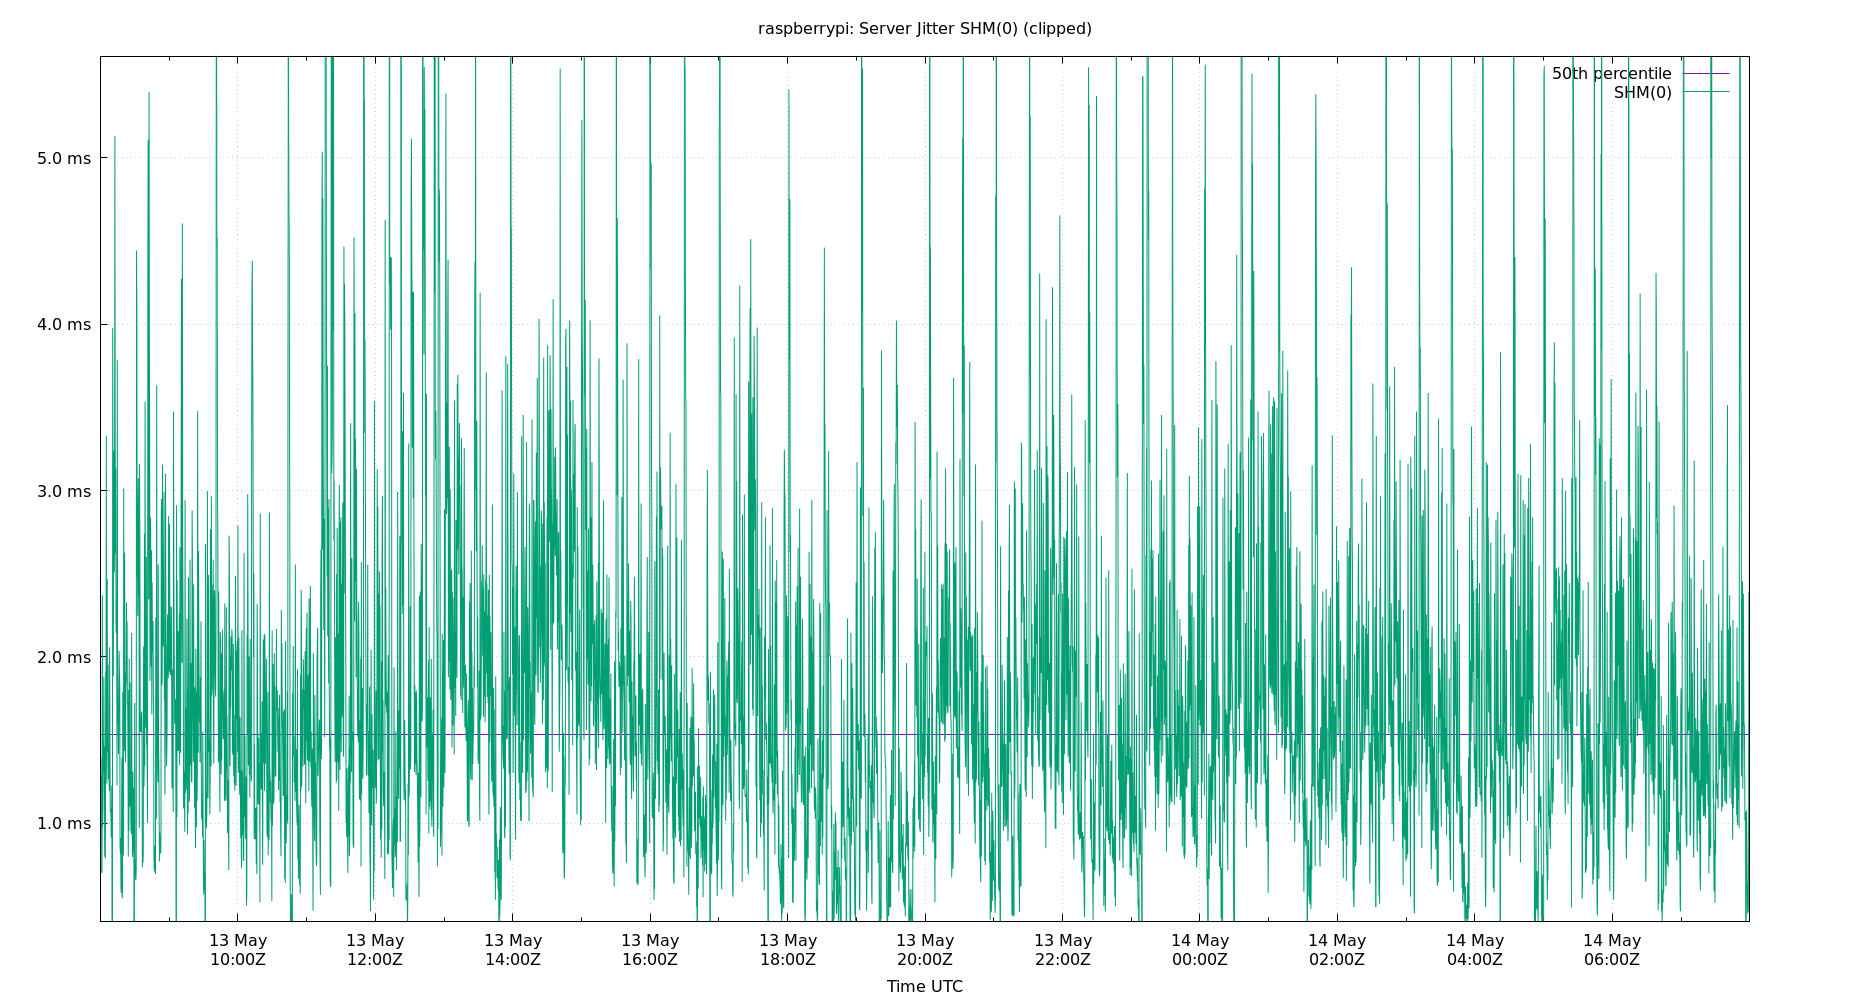 raspberrypi: Server Jitter SHM(0) (clipped)
50th percentile
SHM(0)
5.0 ms
4.0 ms
3.0 ms
2.0 ms
1.0 ms
13 May 13 May 13 May 13 May 13 May 13 May 13 May 14 May 14 May 14 May 14 May
10:00Z 12:00Z 14:00Z 16:00Z 18:00Z 20:00Z 22:00Z 00:00Z 02:00Z 04:00Z 06:00Z
Time UTC